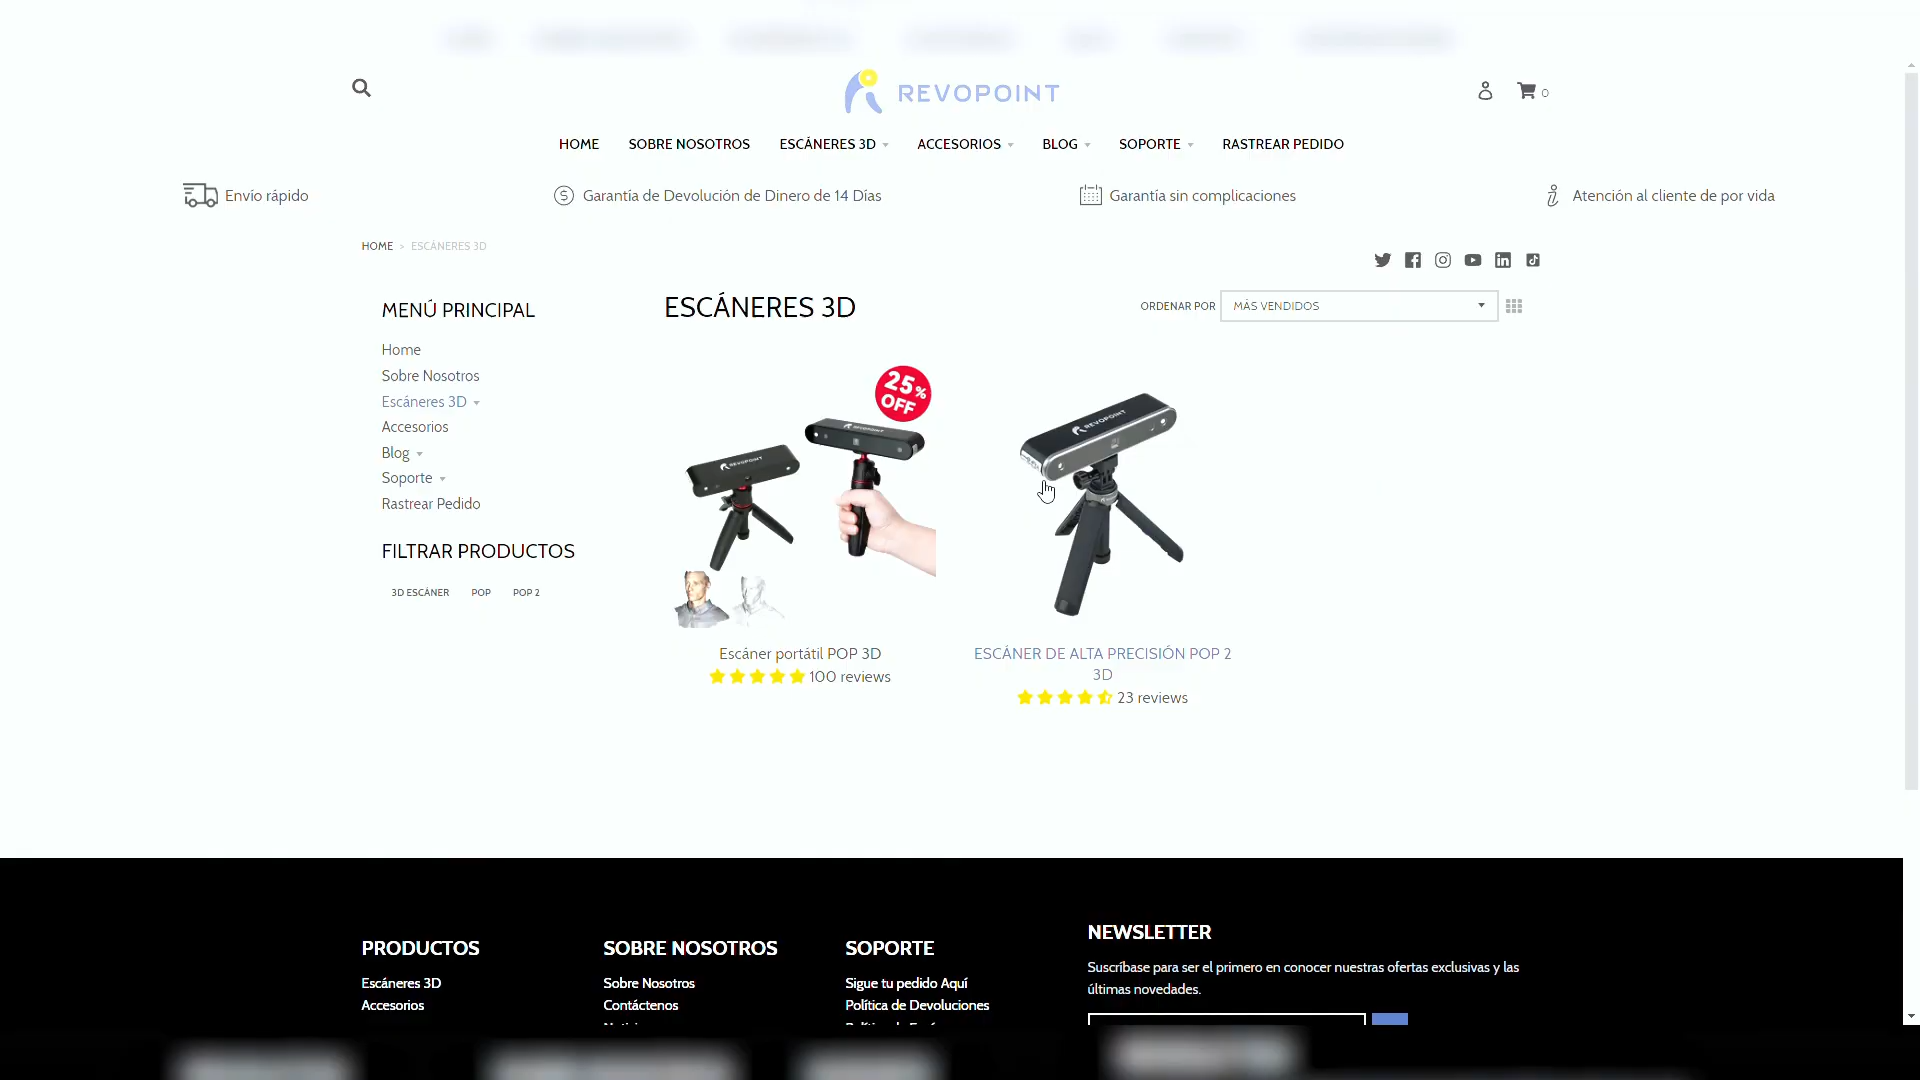 REVOPOINT
0
HOME SOBRE NOSOTROS ESCÁNERES 3D ACCESORIOS BLOG SOPORTE RASTREAR PEDIDO
Envío rápido Garantía de Devolución de Dinero de 14 Días Garantía sin complicaciones Atención al cliente de por vida
HOME > ESCÁNERES 3D
MENÚ PRINCIPAL
Home
Sobre Nosotros
Escáneres 3D
Accesorios
Blog
Soporte
Rastrear Pedido
FILTRAR PRODUCTOS
3D ESCÁNER POP POP 2
ESCÁNERES 3D
ORDENAR POR MÁS VENDIDOS
25% OFF
REVOPOINT
REVOPOINT
REVOPOINT
Escáner portátil POP 3D
100 reviews
ESCÁNER DE ALTA PRECISIÓN POP 2
3D
23 reviews
PRODUCTOS
Escáneres 3D
Accesorios
SOBRE NOSOTROS
Sobre Nosotros
Contáctenos
SOPORTE
Sigue tu pedido Aquí
Política de Devoluciones
NEWSLETTER
Suscríbase para ser el primero en conocer nuestras ofertas exclusivas y las
últimas novedades.